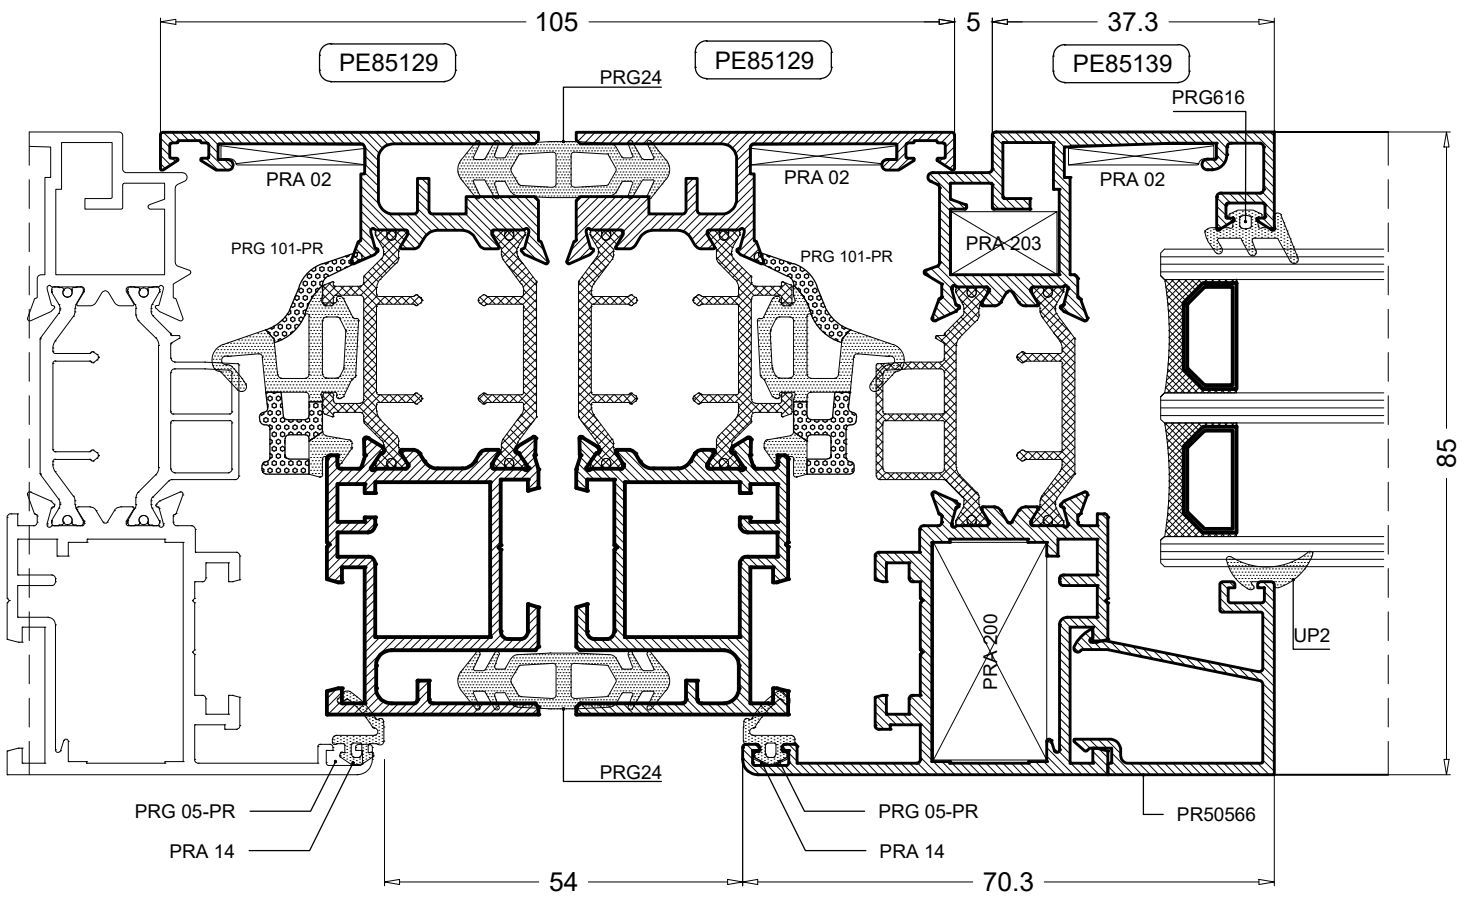 105
5
37.3
PE85129
PE85129
PE85139
PRG24
PRG616
PRA 02
PRA 02
PRA 02
PRG 101-PR
PRG 101-PR
PRA 203
85
UP2
PRA 200
PRG24
PRG 05-PR
PRG 05-PR
PR50566
PRA 14
PRA 14
54
70.3